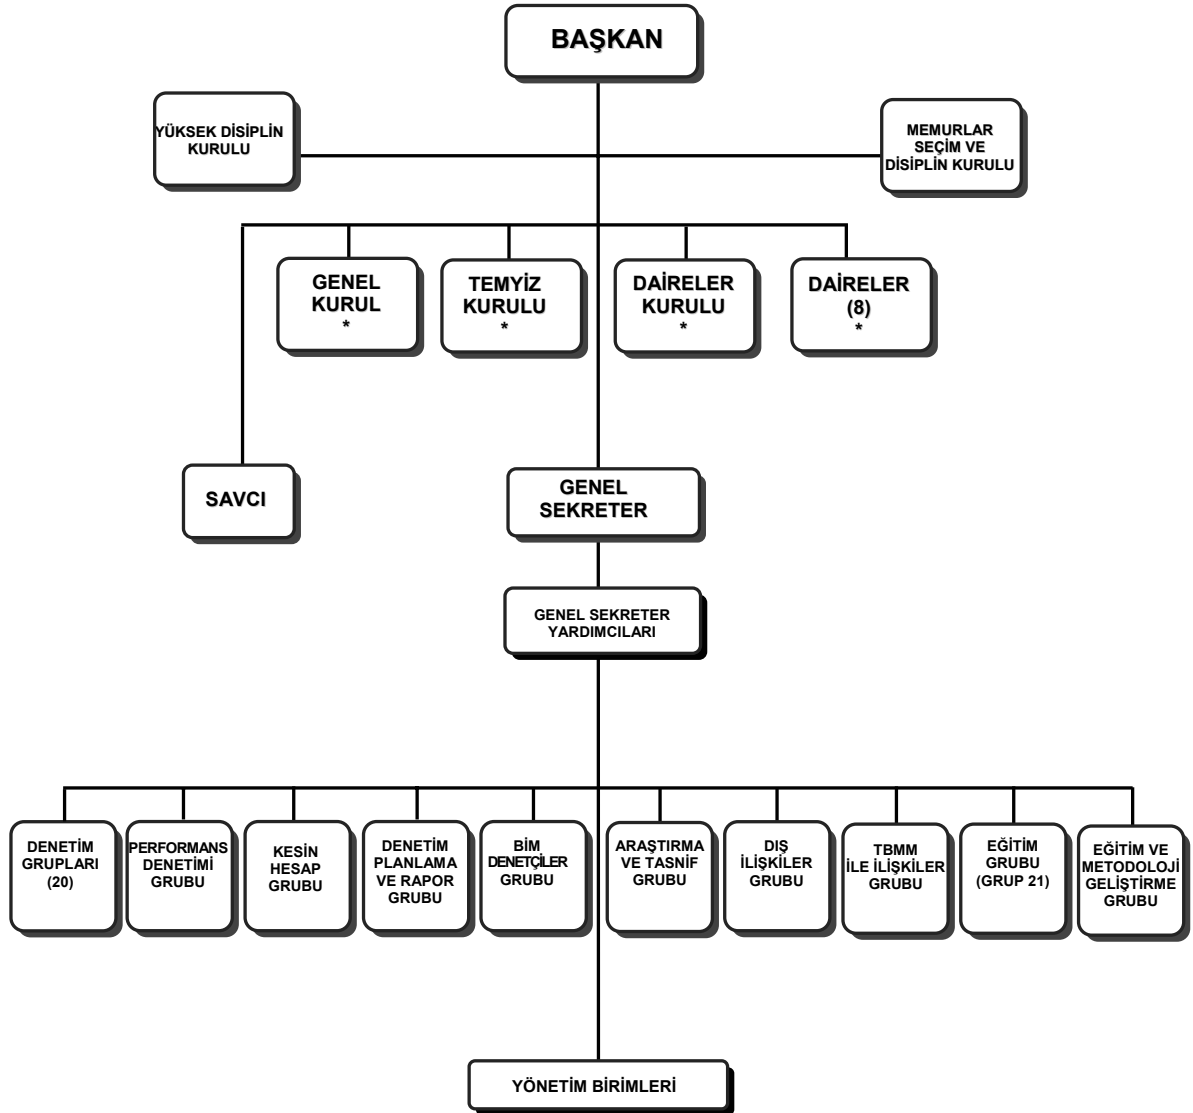 BAŞKAN
YÜKSEK DİSİPLİN
KURULU
MEMURLAR
SEÇİM VE
DİSİPLİN KURULU
GENEL
KURUL
*
TEMYİZ
KURULU
*
DAİRELER
KURULU
*
DAİRELER
(8)
*
SAVCI
GENEL
SEKRETER
GENEL SEKRETER
YARDIMCILARI
DENETİM
GRUPLARI
(20)
PERFORMANS
DENETİMİ
GRUBU
KESİN
HESAP
GRUBU
DENETİM
PLANLAMA
VE RAPOR
GRUBU
BİM
DENETÇİLER
GRUBU
ARAŞTIRMA
VE TASNİF
GRUBU
DIŞ
İLİŞKİLER
GRUBU
TBMM
İLE İLİŞKİLER
GRUBU
EĞİTİM
GRUBU
(GRUP 21)
EĞİTİM VE
METODOLOJİ
GELİŞTİRME
GRUBU
YÖNETİM BİRİMLERİ